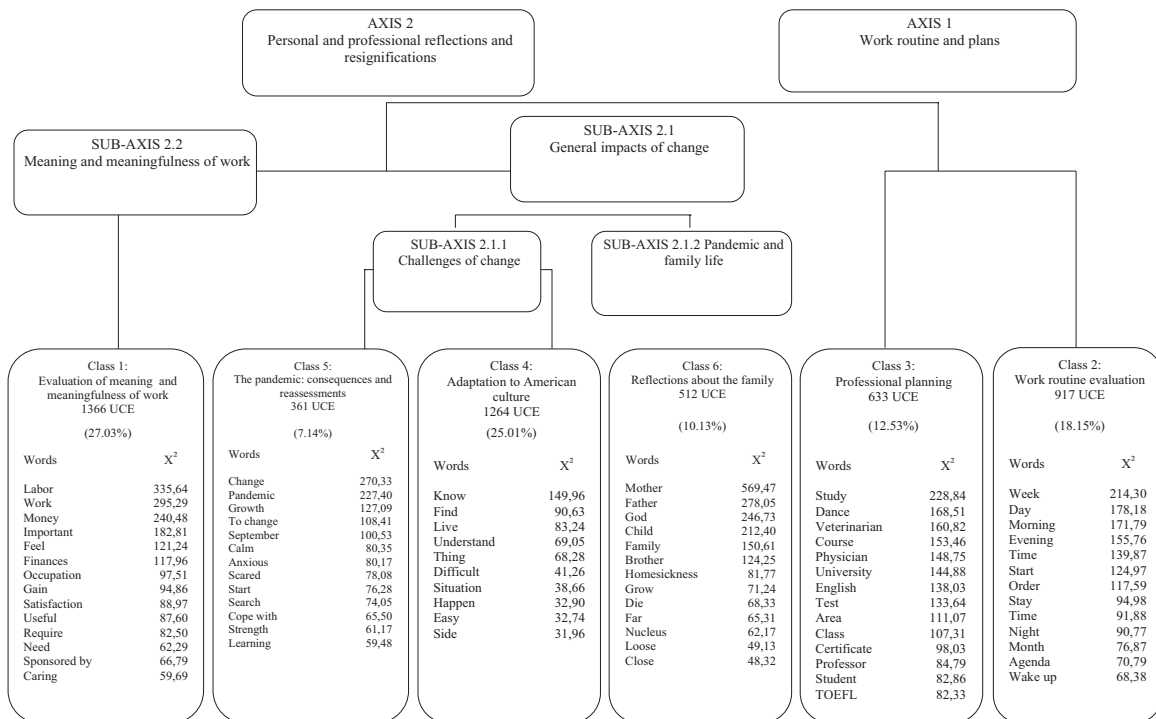 AXIS 2
Personal and professional reflections and
resignifications
AXIS 1
Work routine and plans
SUB-AXIS 2.2
Meaning and meaningfulness of work
SUB-AXIS 2.1
General impacts of change
SUB-AXIS 2.1.1
Challenges of change
SUB-AXIS 2.1.2 Pandemic and
family life
Class 1:
Evaluation of meaning and
meaningfulness of work
1366 UCE
(27.03%)
Words X²
Labor 335,64
Work 295,29
Money 240,48
Important 182,81
Feel 121,24
Finances 117,96
Occupation 97,51
Gain 94,86
Satisfaction 88,97
Useful 87,60
Require 82,50
Need 62,29
Sponsored by 66,79
Caring 59,69
Class 5:
The pandemic: consequences and
reassessments
361 UCE
(7.14%)
Words X²
Change 270,33
Pandemic 227,40
Growth 127,09
To change 108,41
September 100,53
Calm 80,35
Anxious 80,17
Scared 78,08
Start 76,28
Search 74,05
Cope with 65,50
Strength 61,17
Learning 59,48
Class 4:
Adaptation to American
culture
1264 UCE
(25.01%)
Words X²
Know 149,96
Find 90,63
Live 83,24
Understand 69,05
Thing 68,28
Difficult 41,26
Situation 38,66
Happen 32,90
Easy 32,74
Side 31,96
Class 6:
Reflections about the family
512 UCE
(10.13%)
Words X²
Mother 569,47
Father 278,05
God 246,73
Child 212,40
Family 150,61
Brother 124,25
Homesickness 81,77
Grow 71,24
Die 68,33
Far 65,31
Nucleus 62,17
Loose 49,13
Close 48,32
Class 3:
Professional planning
633 UCE
(12.53%)
Words X²
Study 228,84
Dance 168,51
Veterinarian 160,82
Course 153,46
Physician 148,75
University 144,88
English 138,03
Test 133,64
Area 111,07
Class 107,31
Certificate 98,03
Professor 84,79
Student 82,86
TOEFL 82,33
Class 2:
Work routine evaluation
917 UCE
(18.15%)
Words X²
Week 214,30
Day 178,18
Morning 171,79
Evening 155,76
Time 139,87
Start 124,97
Order 117,59
Stay 94,98
Time 91,88
Night 90,77
Month 76,87
Agenda 70,79
Wake up 68,38